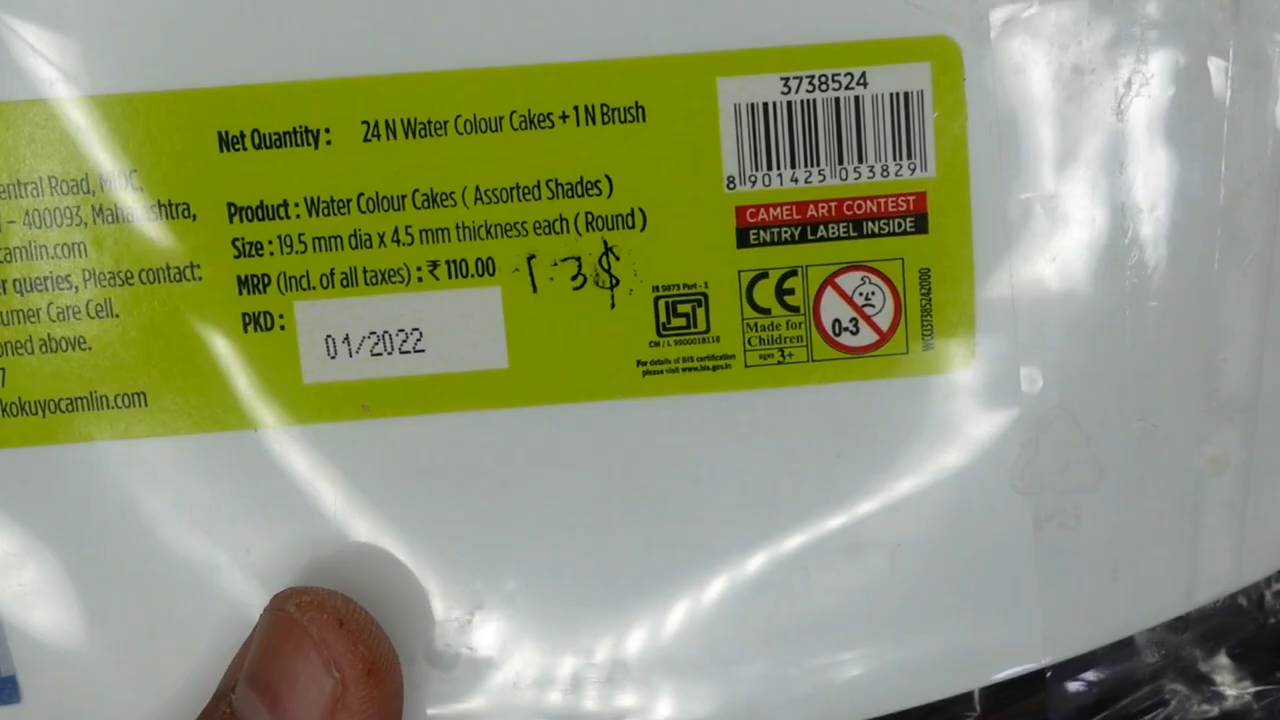 entral Road, MIDC,
– 400093, Maharashtra,
camlin.com
r queries, Please contact:
umer Care Cell.
oned above.
7
kokuyocamlin.com
Net Quantity : 24 N Water Colour Cakes + 1 N Brush
Product : Water Colour Cakes ( Assorted Shades )
Size : 19.5 mm dia x 4.5 mm thickness each ( Round )
MRP (Incl. of all taxes) : ₹ 110.00 1.3$
PKD : 01/2022
3738524
8 901425 053829
CAMEL ART CONTEST
ENTRY LABEL INSIDE
IS 9873 Part - 1
ISI
CM / L 9900018118
For details of BIS certification
please visit www.bis.gov.in
CE
Made for
Children
ages 3+
0-3